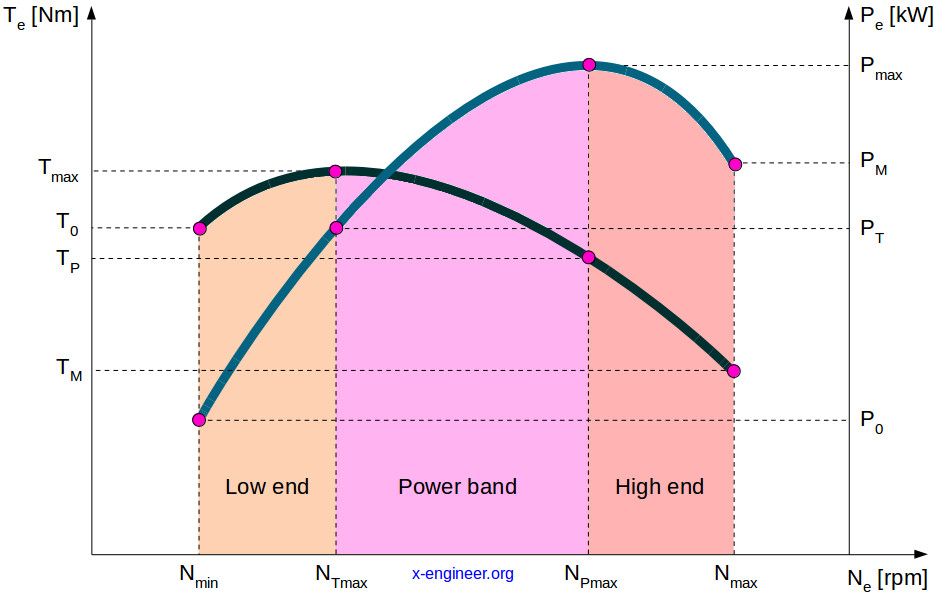 Te [Nm]
Pe [kW]
Pmax
Tmax
PM
T0
PT
TP
TM
P0
Low end
Power band
High end
Nmin
NTmax
x-engineer.org
NPmax
Nmax
Ne [rpm]